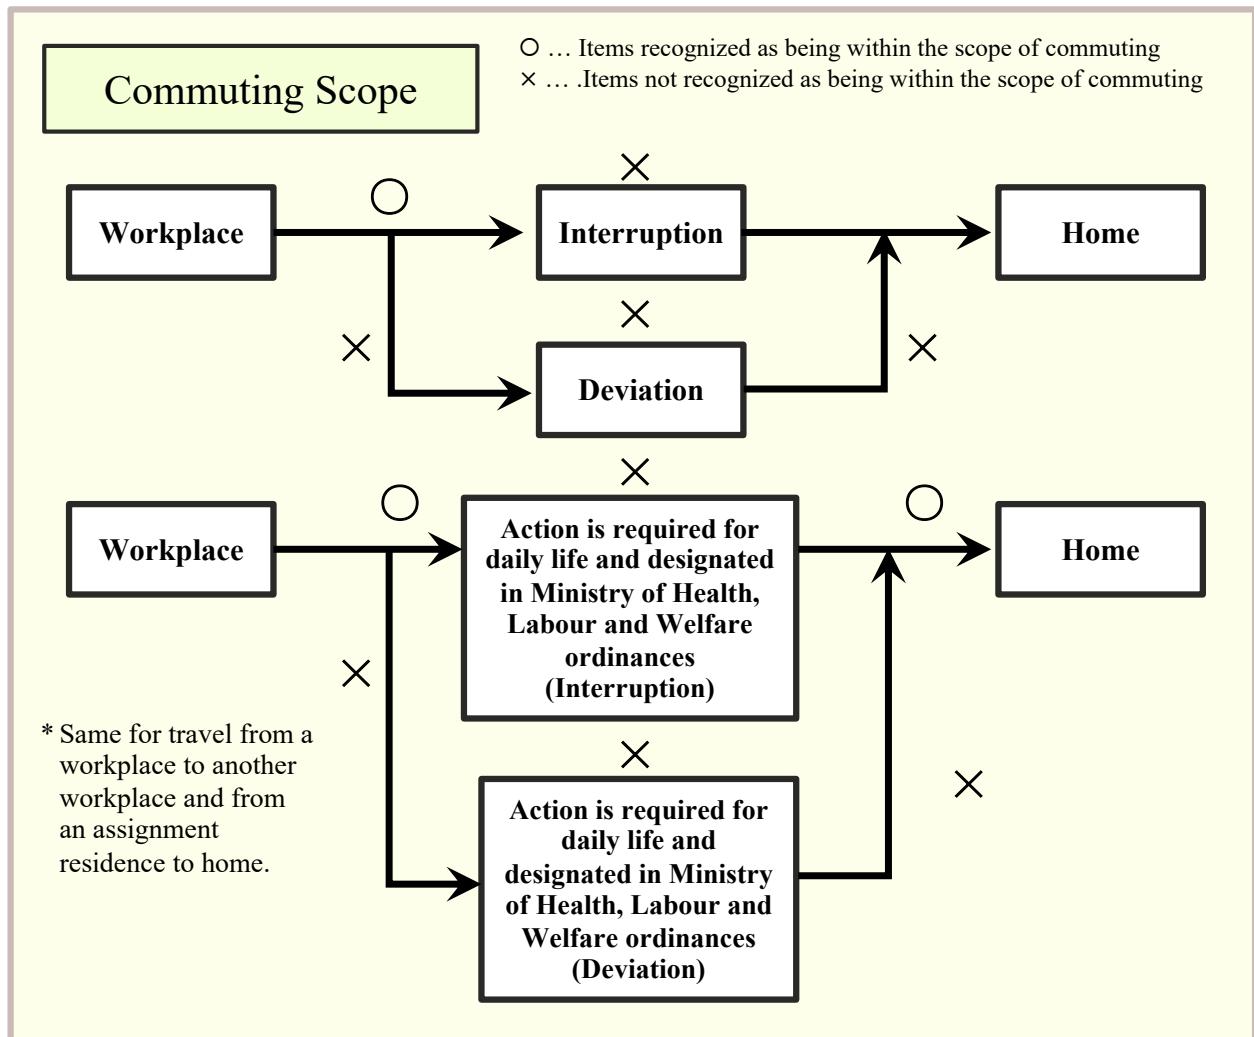 Commuting Scope
○ … Items recognized as being within the scope of commuting
× … .Items not recognized as being within the scope of commuting
×
○
Workplace
Interruption
Home
×
×
×
Deviation
×
○
○
Workplace
Action is required for
daily life and designated
in Ministry of Health,
Labour and Welfare
ordinances
(Interruption)
Home
×
* Same for travel from a
workplace to another
workplace and from
an assignment
residence to home.
×
×
Action is required for
daily life and
designated in Ministry
of Health, Labour and
Welfare ordinances
(Deviation)